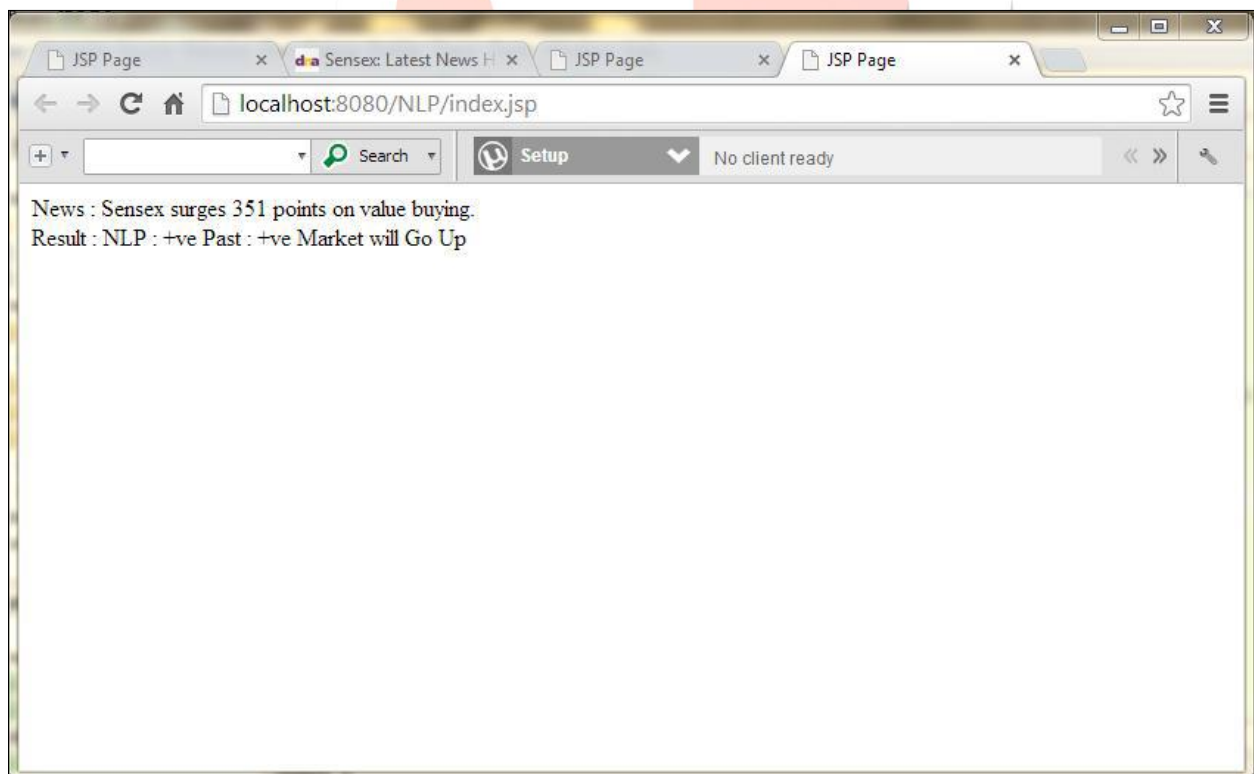 JSP Page
dna Sensex: Latest News H
JSP Page
JSP Page
localhost:8080/NLP/index.jsp
Search
Setup
No client ready
News : Sensex surges 351 points on value buying.
Result : NLP : +ve Past : +ve Market will Go Up